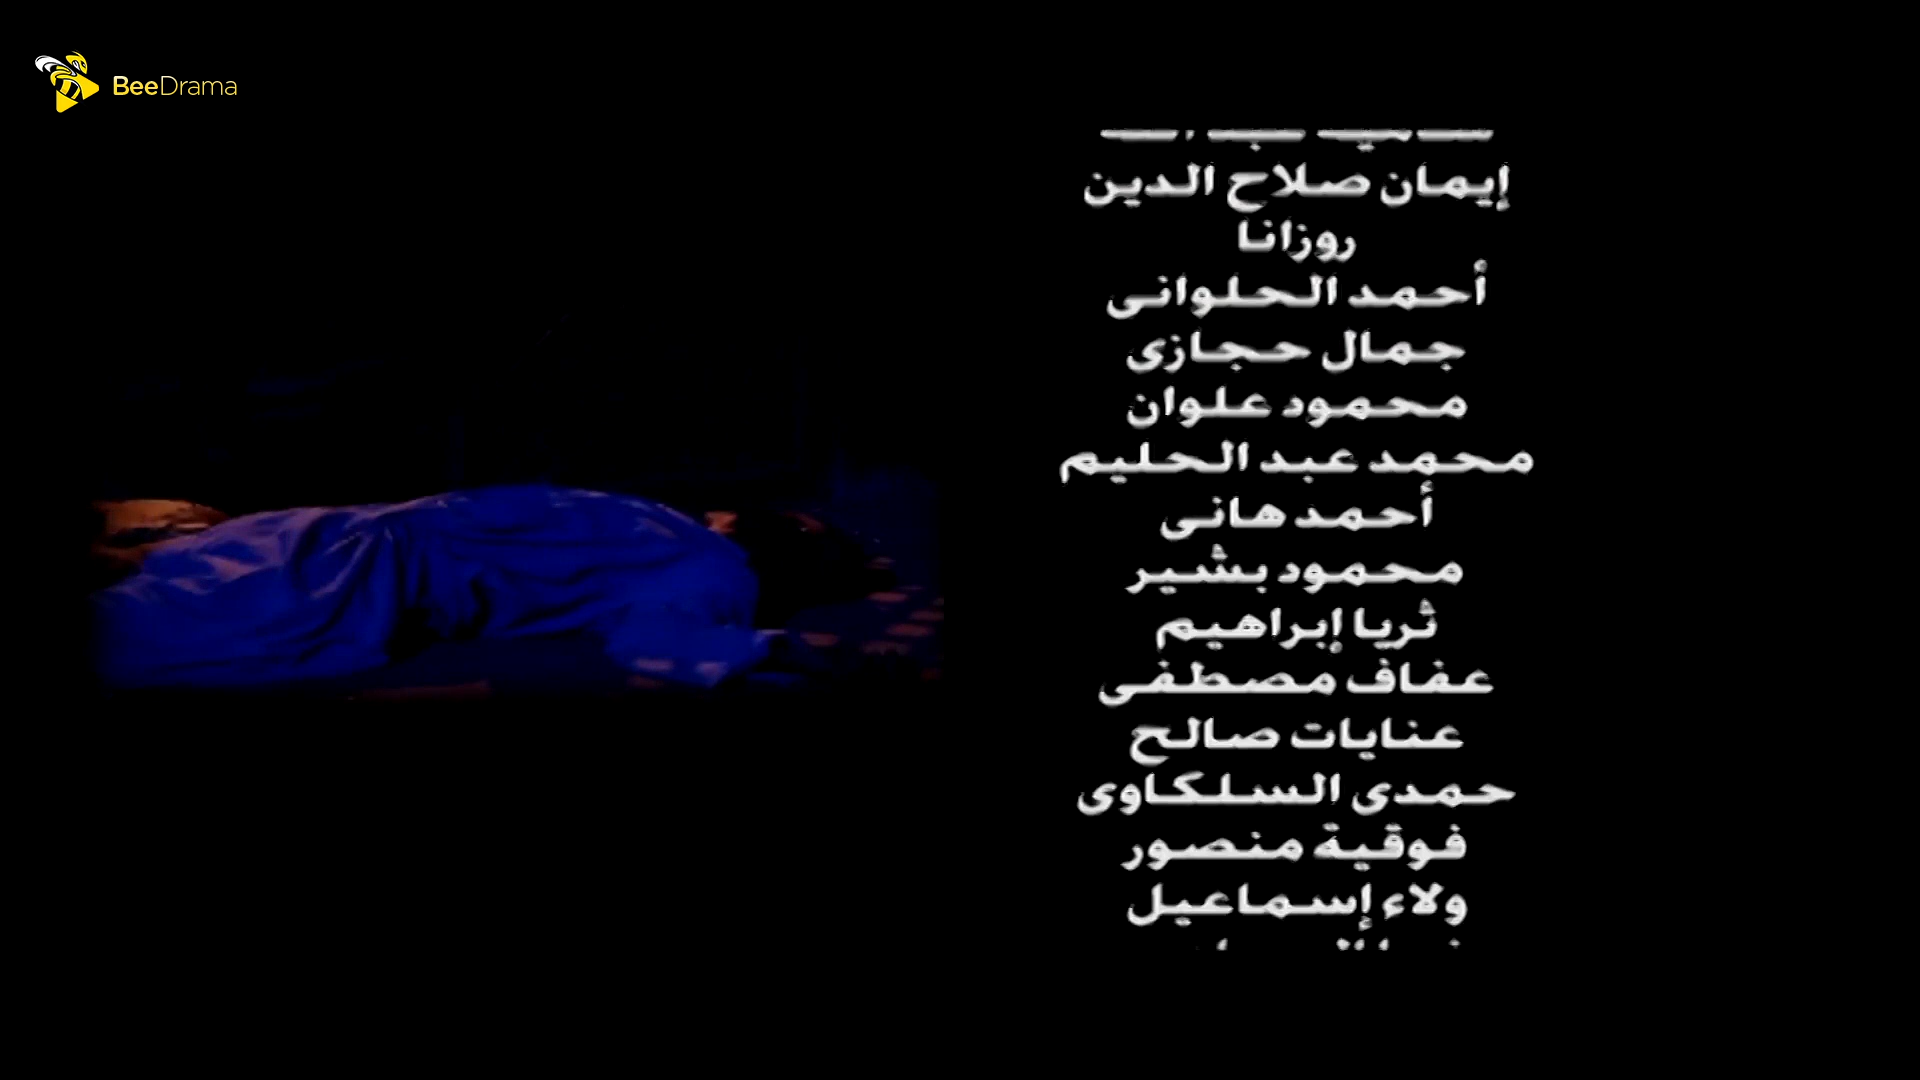 BeeDrama
إيمان صلاح الدين
روزانا
أحمد الحلوانى
جمال حجازى
محمود علوان
محمد عبد الحليم
أحمد هانى
محمود بشير
ثريا إبراهيم
عفاف مصطفى
عنايات صالح
حمدى السلكاوى
فوقية منصور
ولاء إسماعيل